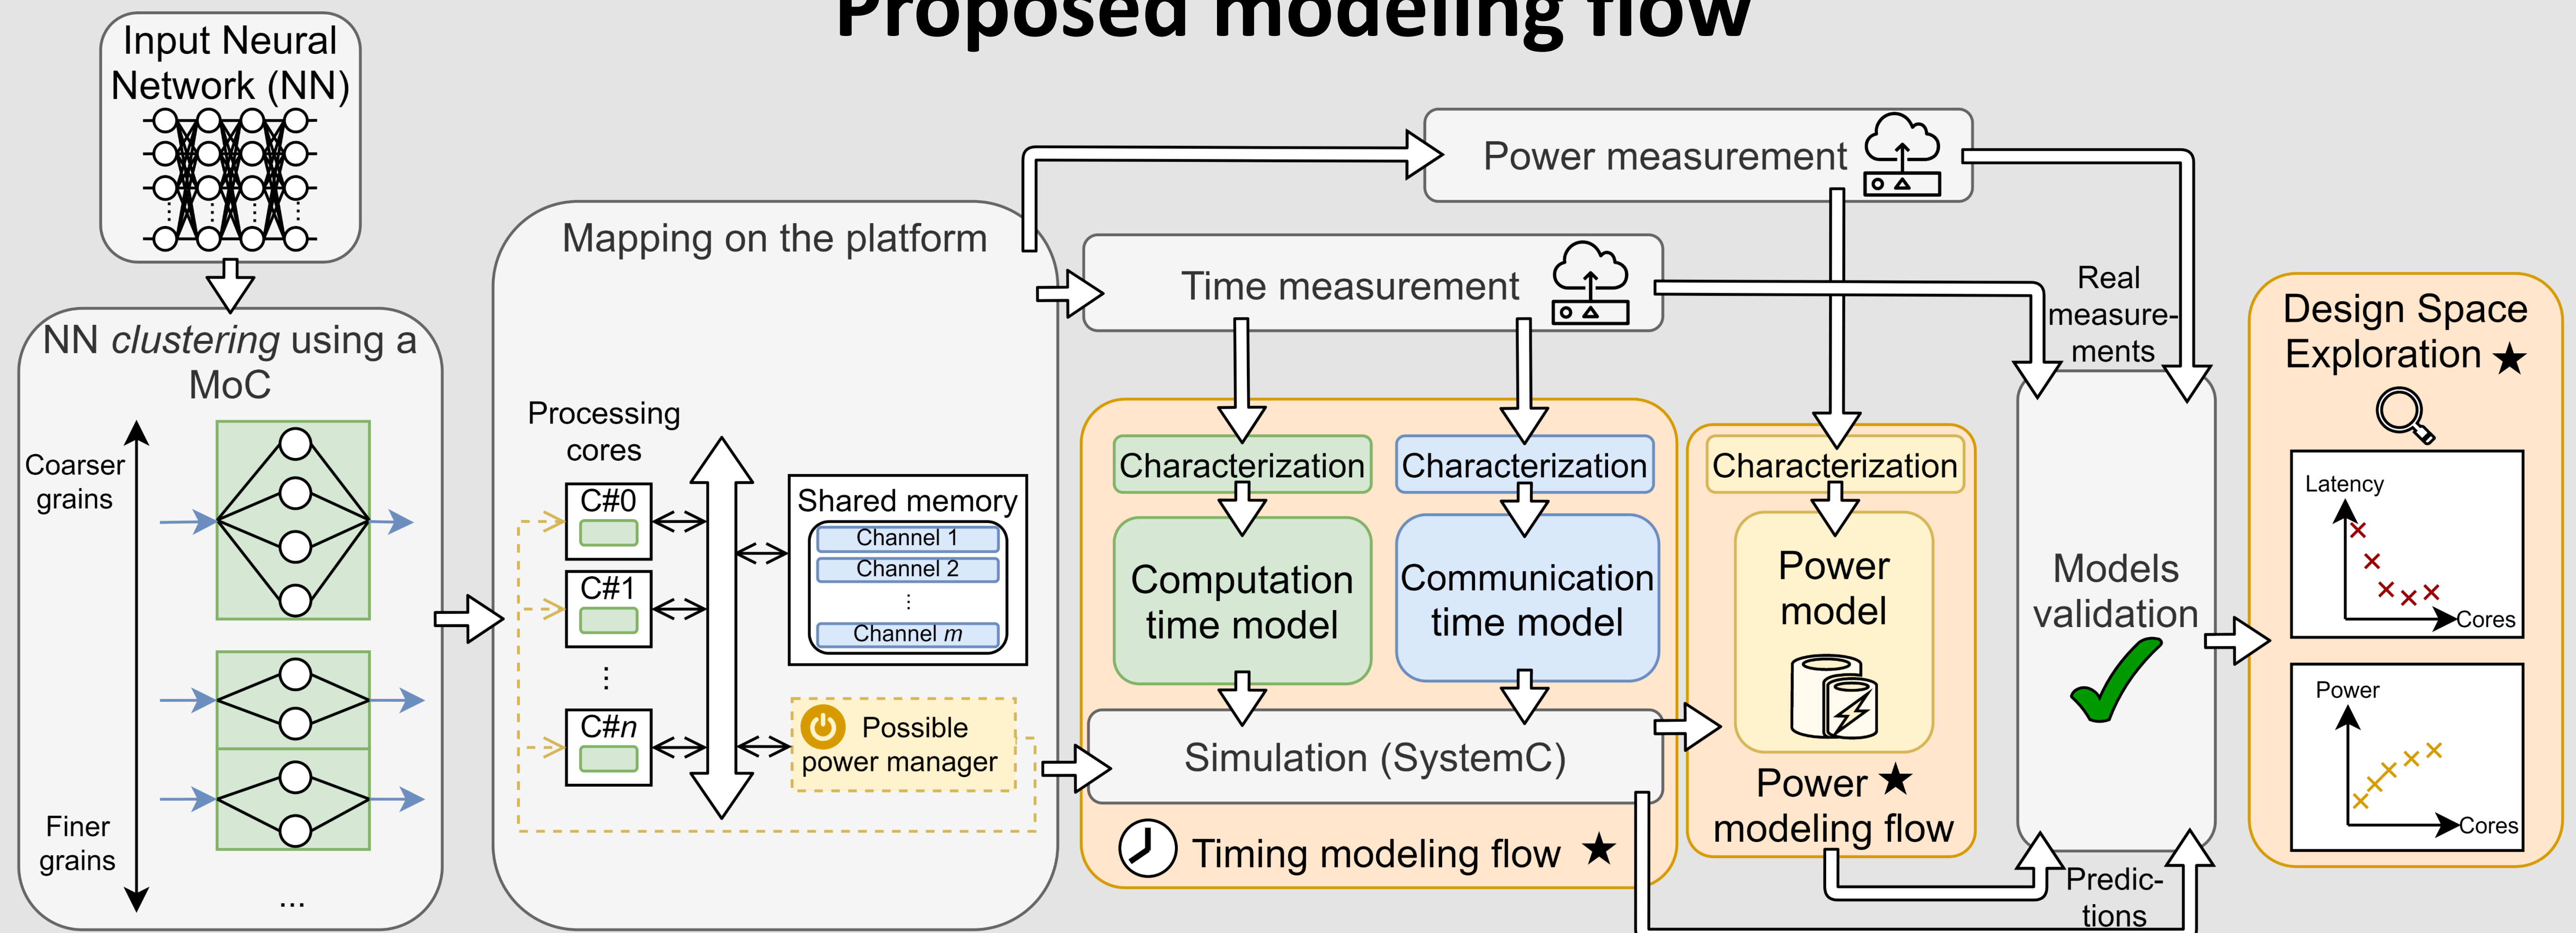 Proposed modeling flow
Input Neural
Network (NN)
NN clustering using a
MoC
Coarser
grains
Finer
grains
...
Mapping on the platform
Processing
cores
C#0
C#1
⋮
C#n
Shared memory
Channel 1
Channel 2
⋮
Channel m
Possible
power manager
Power measurement
Time measurement
Characterization
Computation
time model
Characterization
Communication
time model
Simulation (SystemC)
Timing modeling flow ★
Characterization
Power
model
Power ★
modeling flow
Real
measure-
ments
Models
validation
Predic-
tions
Design Space
Exploration ★
Latency
Cores
Power
Cores